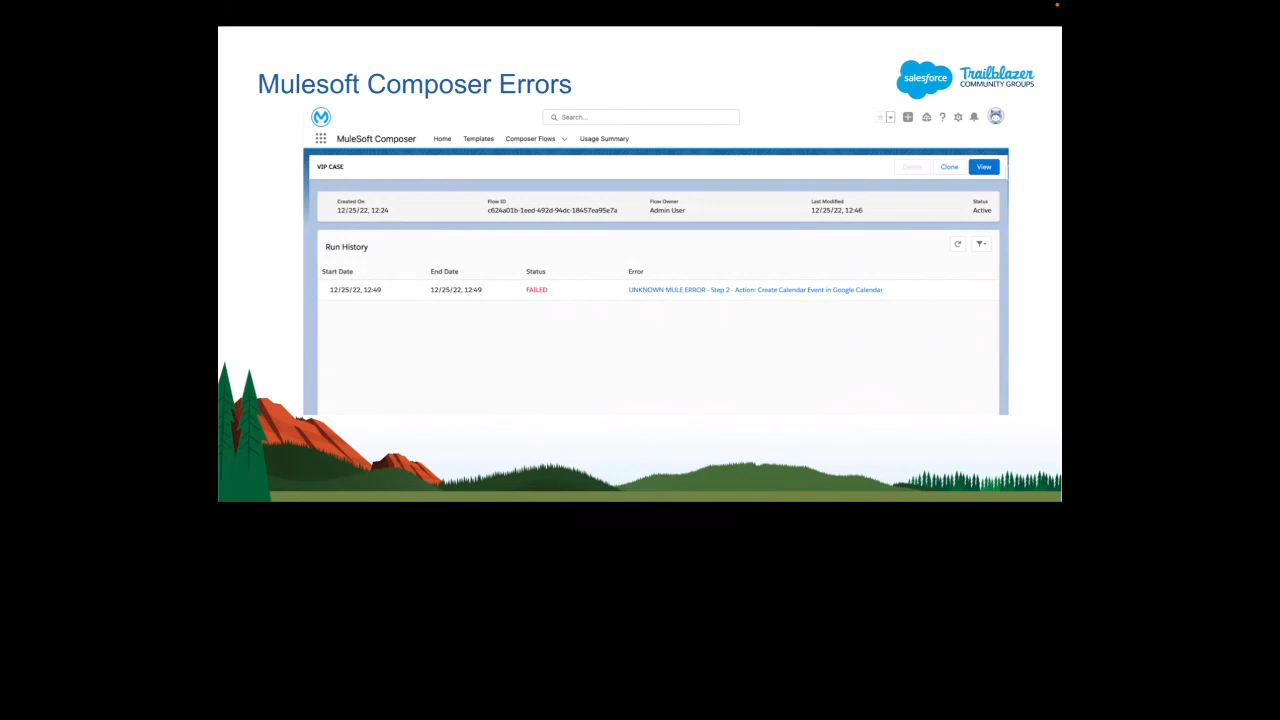 Mulesoft Composer Errors
salesforce
Trailblazer
COMMUNITY GROUPS
Search...
MuleSoft Composer Home Templates Composer Flows Usage Summary
VIP CASE
Delete Clone View
Created On Flow ID Flow Owner Last Modified Status
12/25/22, 12:24 c624a01b-1eed-492d-94dc-18457ea95e7a Admin User 12/25/22, 12:46 Active
Run History
Start Date End Date Status Error
12/25/22, 12:49 12/25/22, 12:49 FAILED UNKNOWN MULE ERROR - Step 2 - Action: Create Calendar Event in Google Calendar